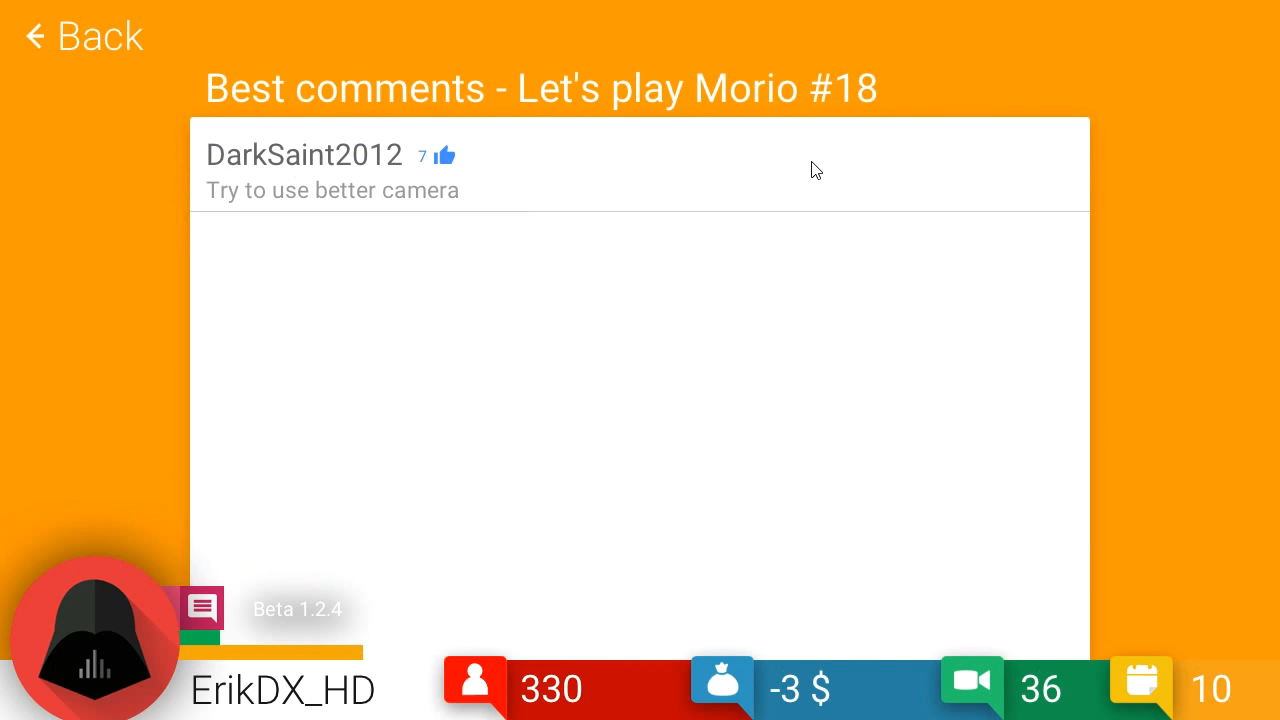 Back
Best comments - Let's play Morio #18
DarkSaint2012 7
Try to use better camera
Beta 1.2.4
ErikDX_HD
330
-3 $
36
10